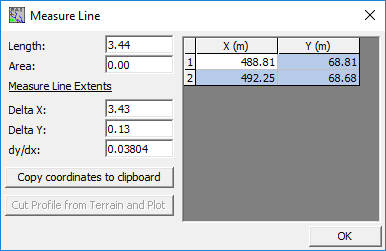 Measure Line
Length: 3.44
Area: 0.00
Measure Line Extents
Delta X: 3.43
Delta Y: 0.13
dy/dx: 0.03804
Copy coordinates to clipboard
Cut Profile from Terrain and Plot
X (m) Y (m)
1 488.81 68.81
2 492.25 68.68
OK